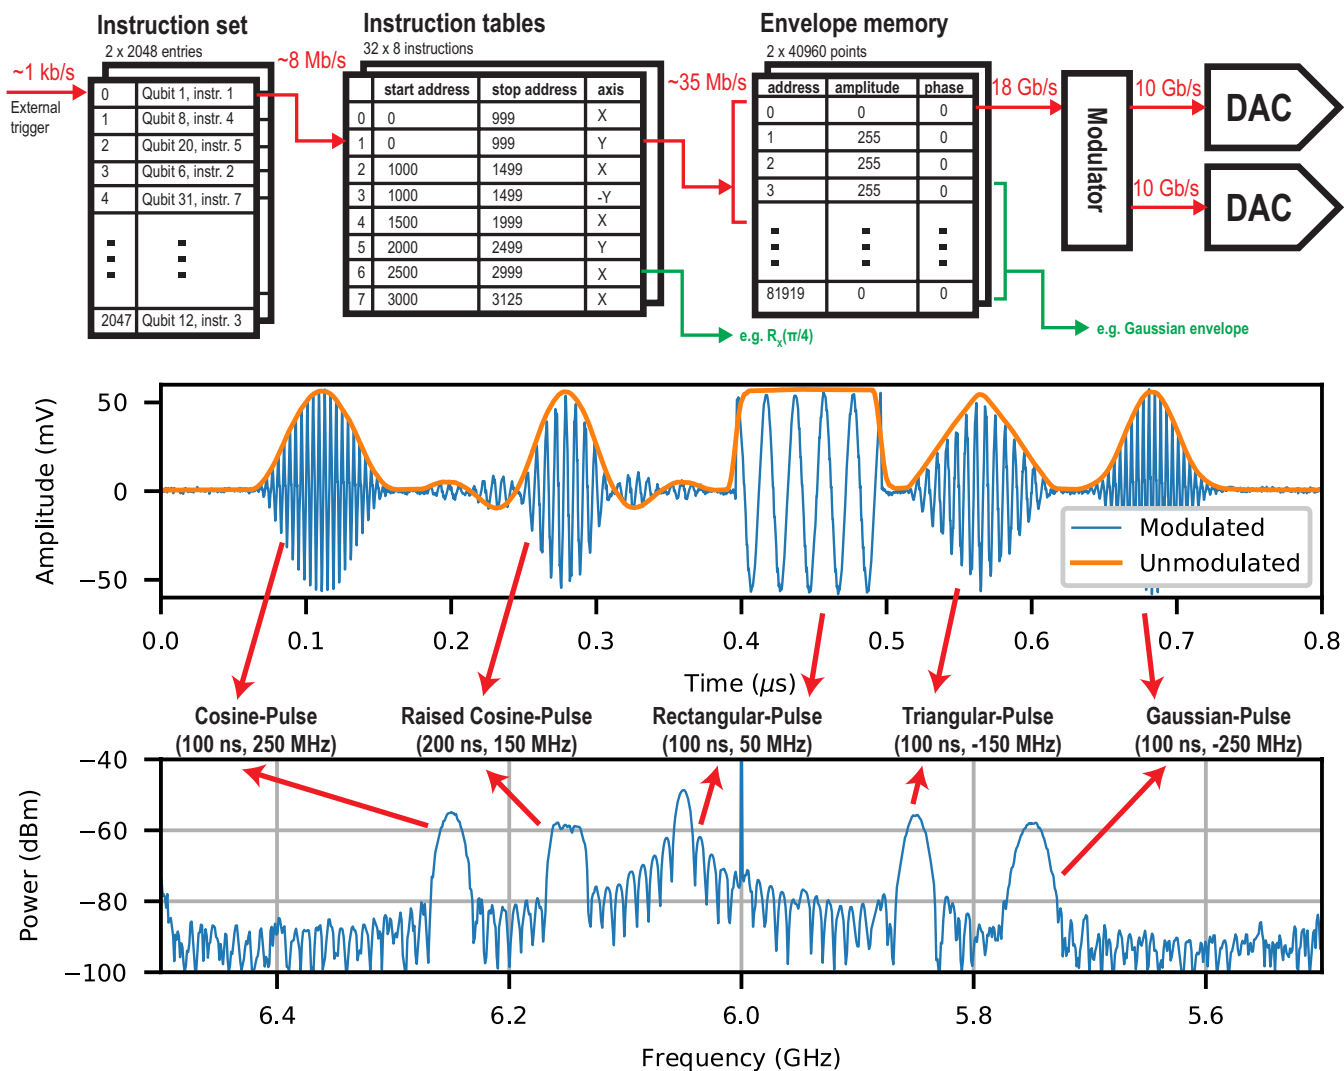 Instruction set
2 x 2048 entries
~1 kb/s
External
trigger
0 Qubit 1, instr. 1
1 Qubit 8, instr. 4
2 Qubit 20, instr. 5
3 Qubit 6, instr. 2
4 Qubit 31, instr. 7
2047 Qubit 12, instr. 3
~8 Mb/s
Instruction tables
32 x 8 instructions
start address stop address axis
0 0 999 X
1 0 999 Y
2 1000 1499 X
3 1000 1499 -Y
4 1500 1999 X
5 2000 2499 Y
6 2500 2999 X
7 3000 3125 X
e.g. Rₓ(π/4)
~35 Mb/s
Envelope memory
2 x 40960 points
address amplitude phase
0 0 0
1 255 0
2 255 0
3 255 0
81919 0 0
e.g. Gaussian envelope
18 Gb/s
Modulator
10 Gb/s
DAC
10 Gb/s
DAC
Amplitude (mV)
50
0
−50
Modulated
Unmodulated
0.0 0.1 0.2 0.3 0.4 0.5 0.6 0.7 0.8
Time (μs)
Cosine-Pulse
(100 ns, 250 MHz)
Raised Cosine-Pulse
(200 ns, 150 MHz)
Rectangular-Pulse
(100 ns, 50 MHz)
Triangular-Pulse
(100 ns, -150 MHz)
Gaussian-Pulse
(100 ns, -250 MHz)
Power (dBm)
−40
−60
−80
−100
6.4 6.2 6.0 5.8 5.6
Frequency (GHz)